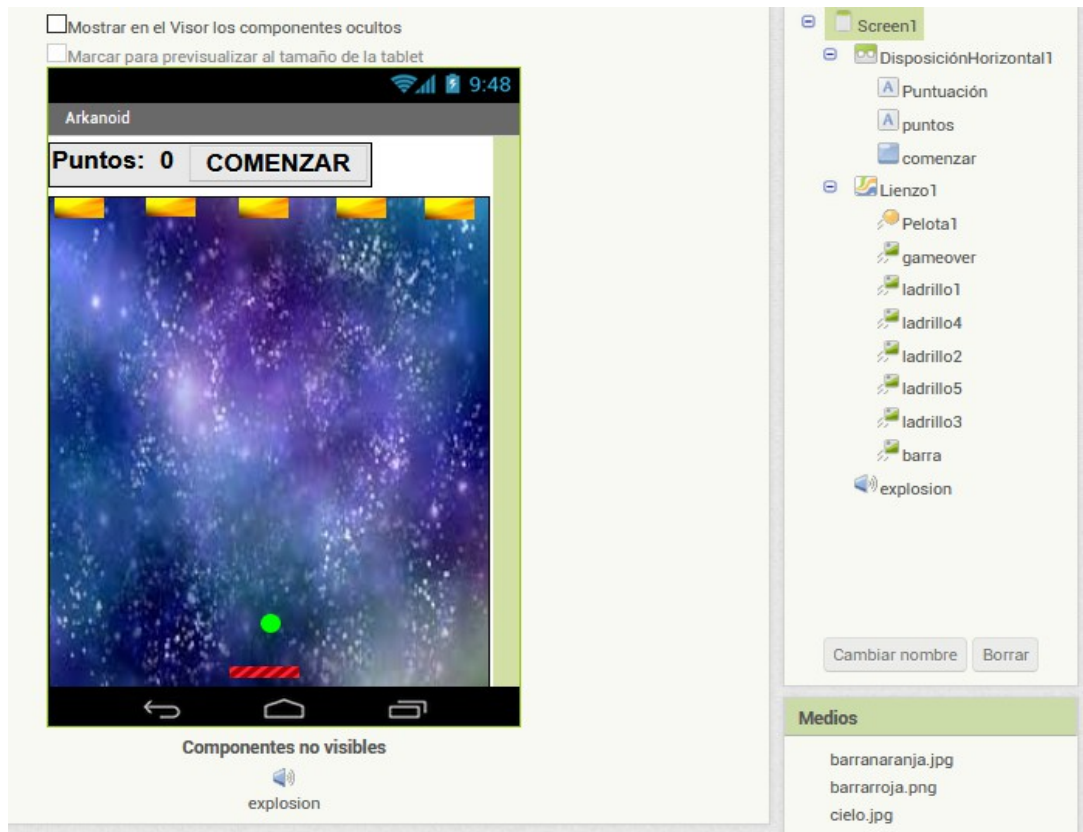 Mostrar en el Visor los componentes ocultos
Marcar para previsualizar al tamaño de la tablet
9:48
Arkanoid
Puntos: 0 COMENZAR
Componentes no visibles
explosion
Screen1
DisposiciónHorizontal1
A Puntuación
A puntos
comenzar
Lienzo1
Pelota1
gameover
ladrillo1
ladrillo4
ladrillo2
ladrillo5
ladrillo3
barra
explosion
Cambiar nombre Borrar
Medios
barranaranja.jpg
barrarroja.png
cielo.jpg